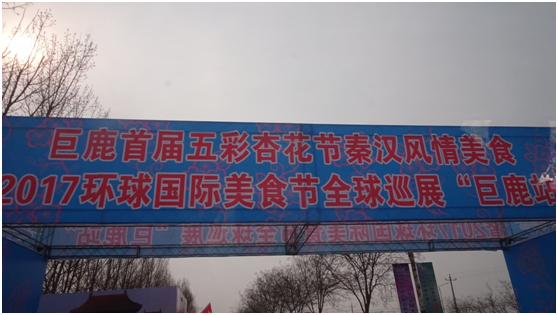 巨鹿首届五彩杏花节秦汉风情美食
2017环球国际美食节全球巡展“巨鹿站